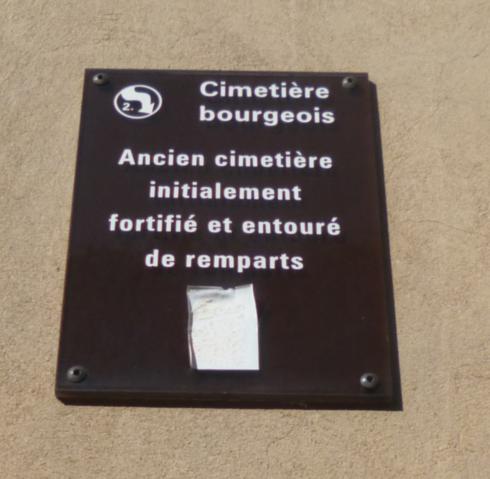 2.
Cimetière
bourgeois
Ancien cimetière
initialement
fortifié et entouré
de remparts